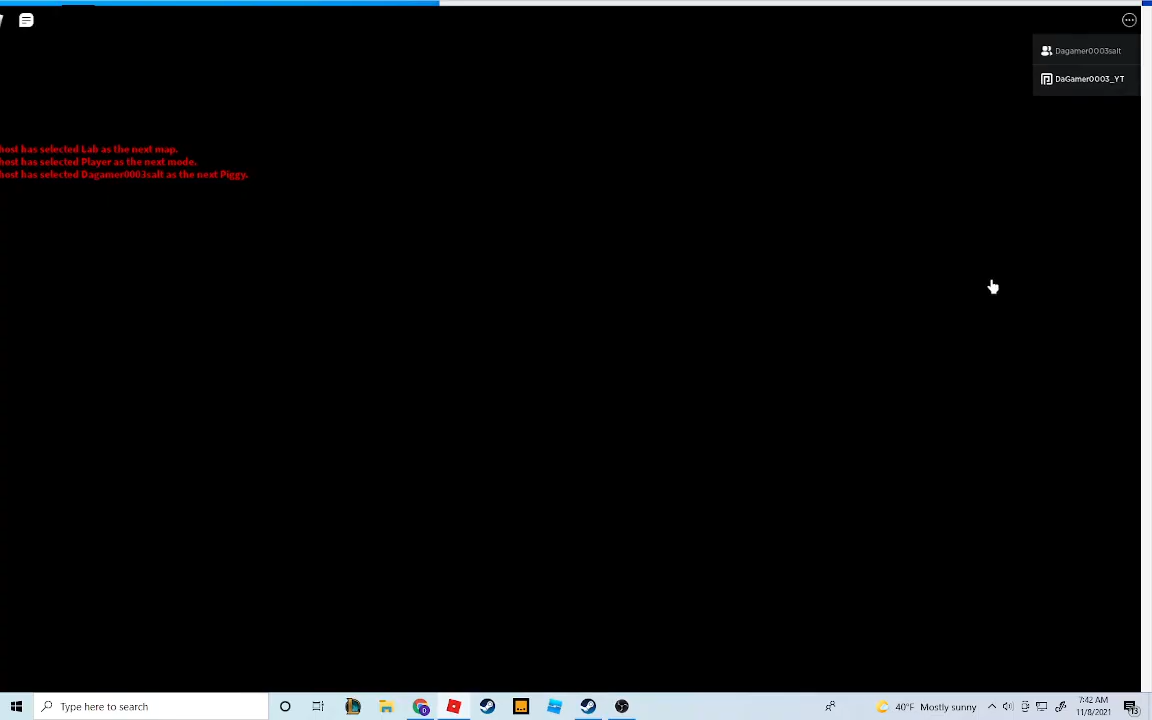 Dagamer0003salt
DaGamer0003_YT
host has selected Lab as the next map.
host has selected Player as the next mode.
host has selected Dagamer0003salt as the next Piggy.
Type here to search
40°F Mostly sunny
7:42 AM
11/8/2021
13